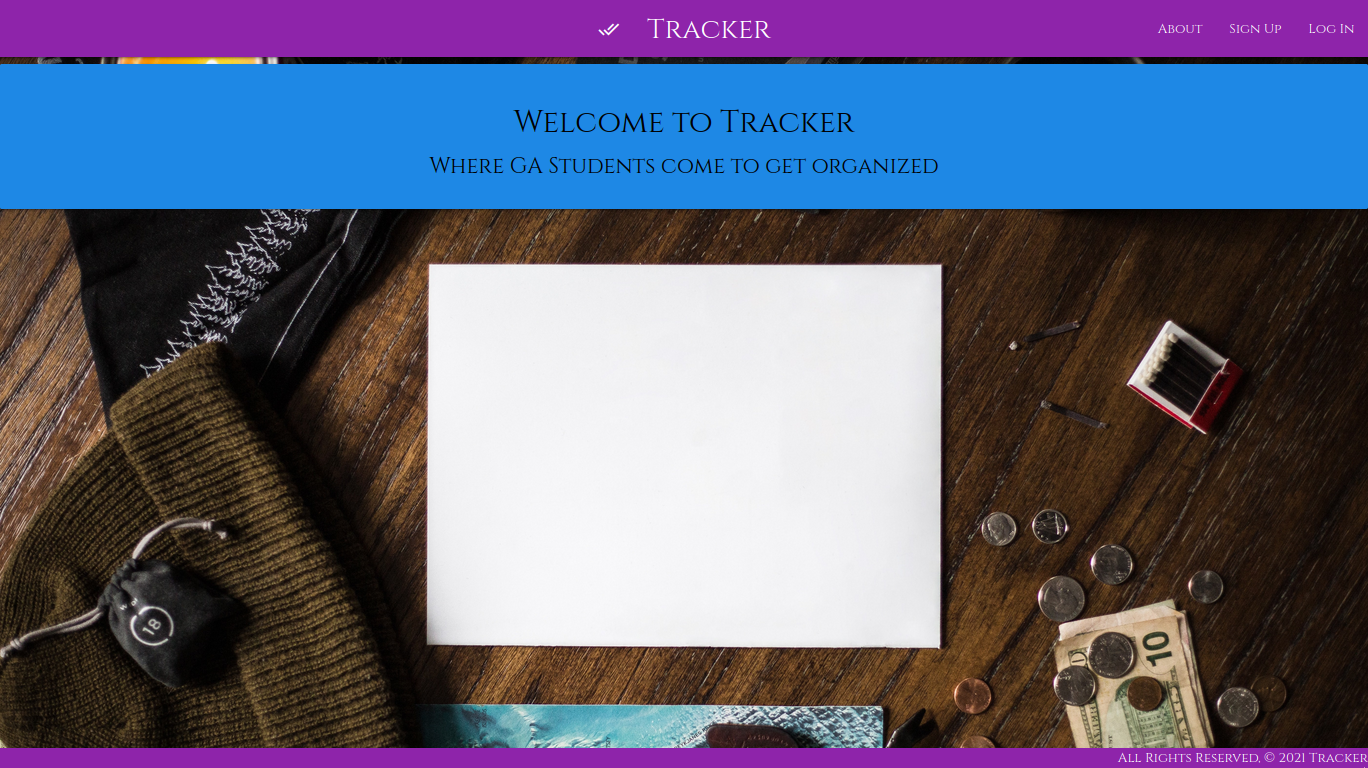 Tracker
About Sign Up Log In
Welcome to Tracker
Where GA Students come to get organized
18
10
All Rights Reserved, © 2021 Tracker